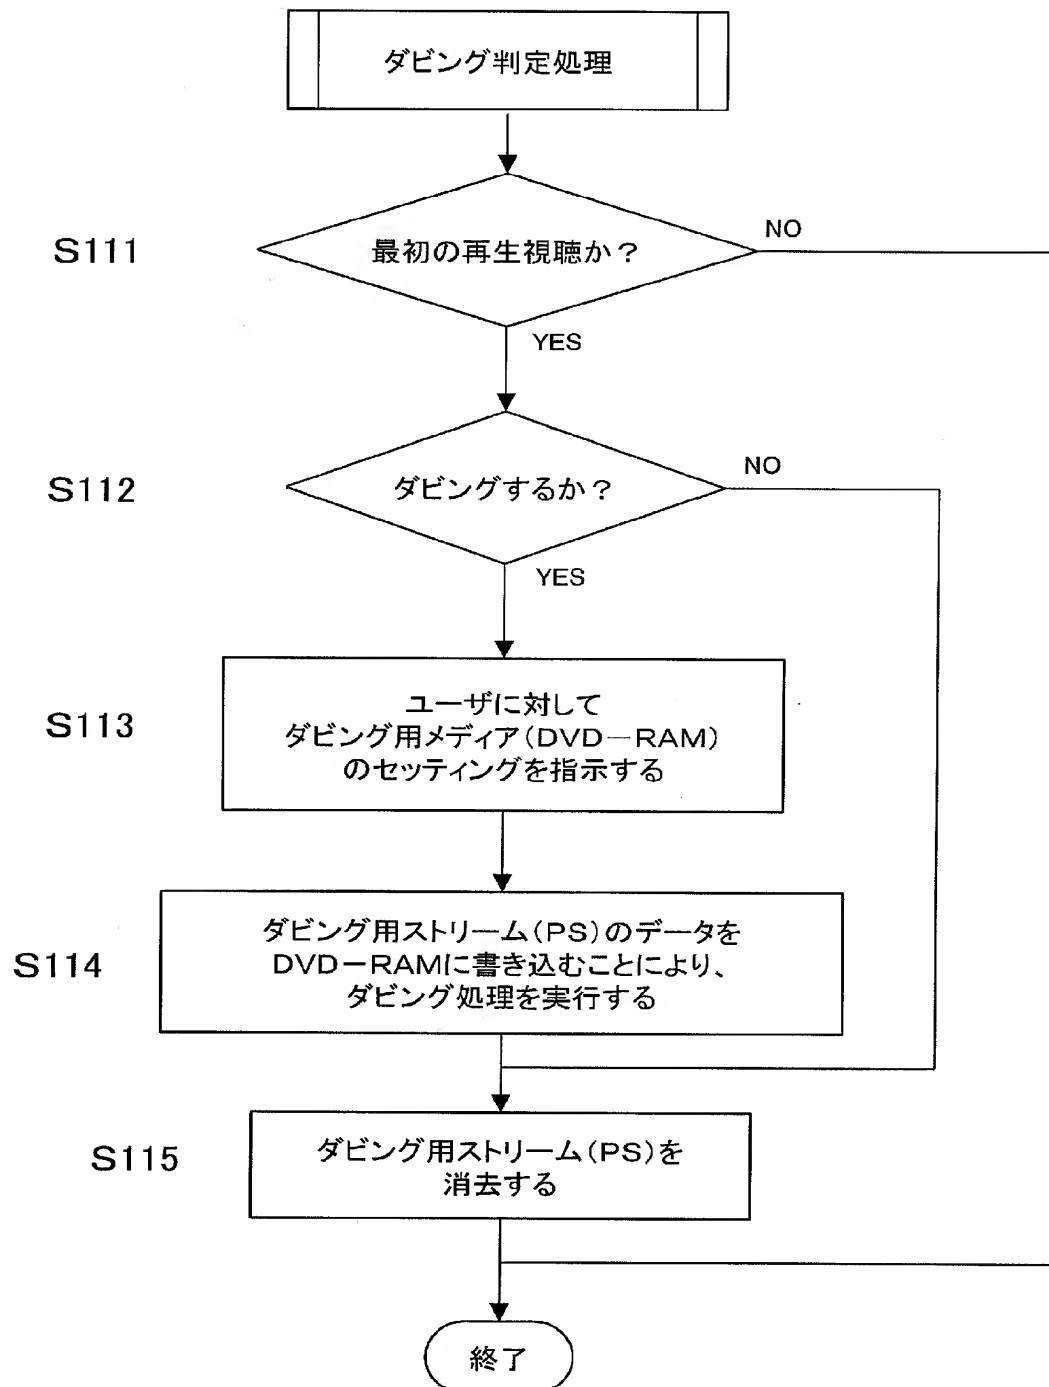 ダビング判定処理
S111
最初の再生視聴か？
NO
YES
S112
ダビングするか？
NO
YES
S113
ユーザに対して
ダビング用メディア（DVD－RAM）
のセッティングを指示する
S114
ダビング用ストリーム（PS）のデータを
DVD－RAMに書き込むことにより、
ダビング処理を実行する
S115
ダビング用ストリーム（PS）を
消去する
終了